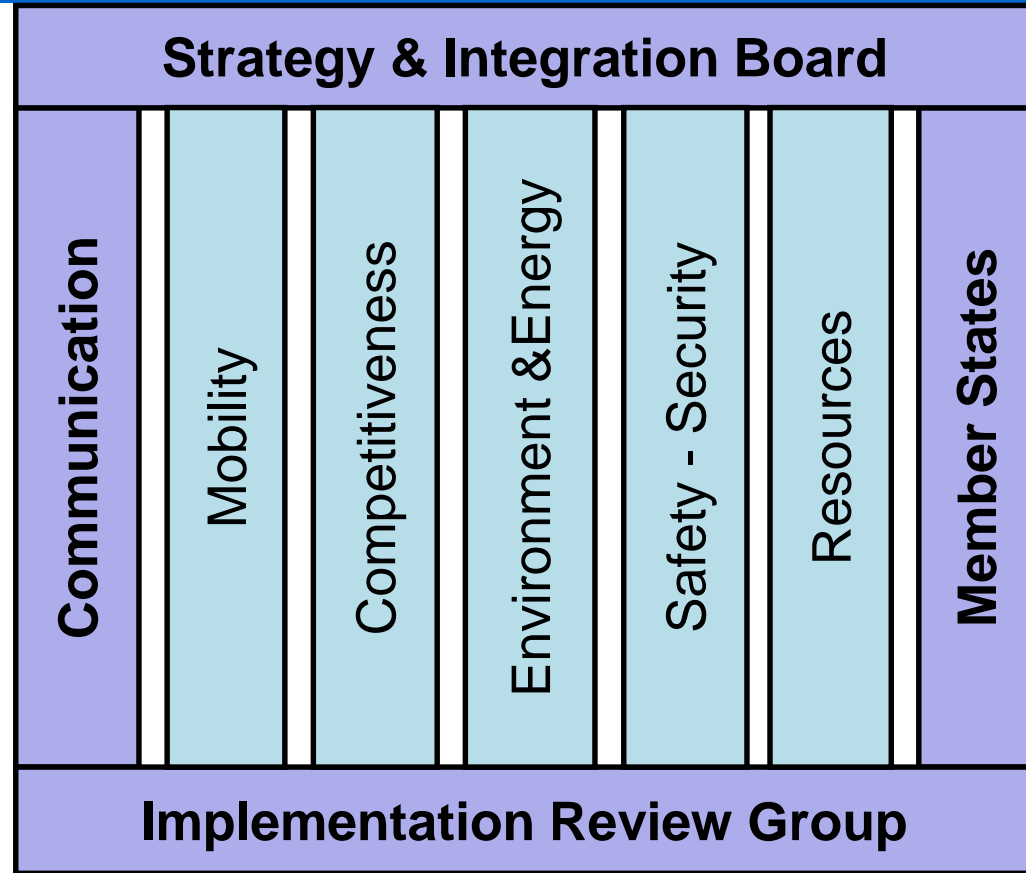 Strategy & Integration Board
Communication
Mobility
Competitiveness
Environment &Energy
Safety - Security
Resources
Member States
Implementation Review Group